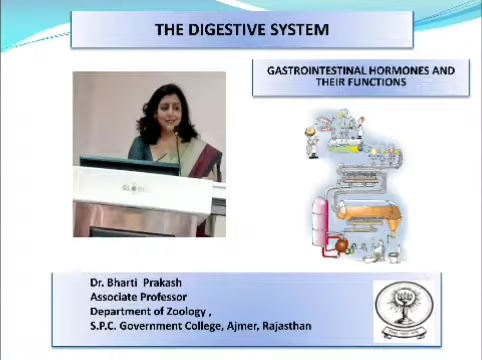 THE DIGESTIVE SYSTEM
GASTROINTESTINAL HORMONES AND
THEIR FUNCTIONS
Dr. Bharti Prakash
Associate Professor
Department of Zoology ,
S.P.C. Government College, Ajmer, Rajasthan